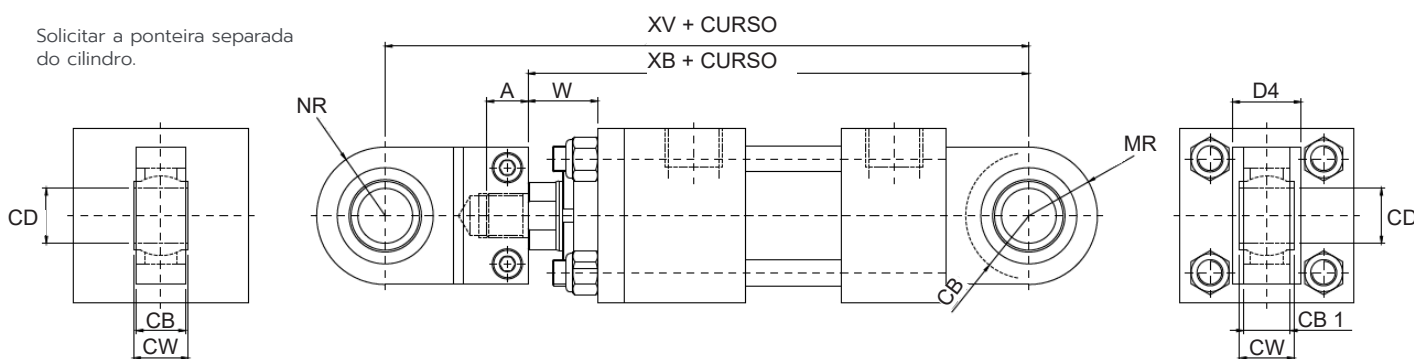 XV + CURSO
Solicitar a ponteira separada
do cilindro.
XB + CURSO
A
W
D4
NR
MR
CD
CD
CB
CB
CB 1
CW
CW